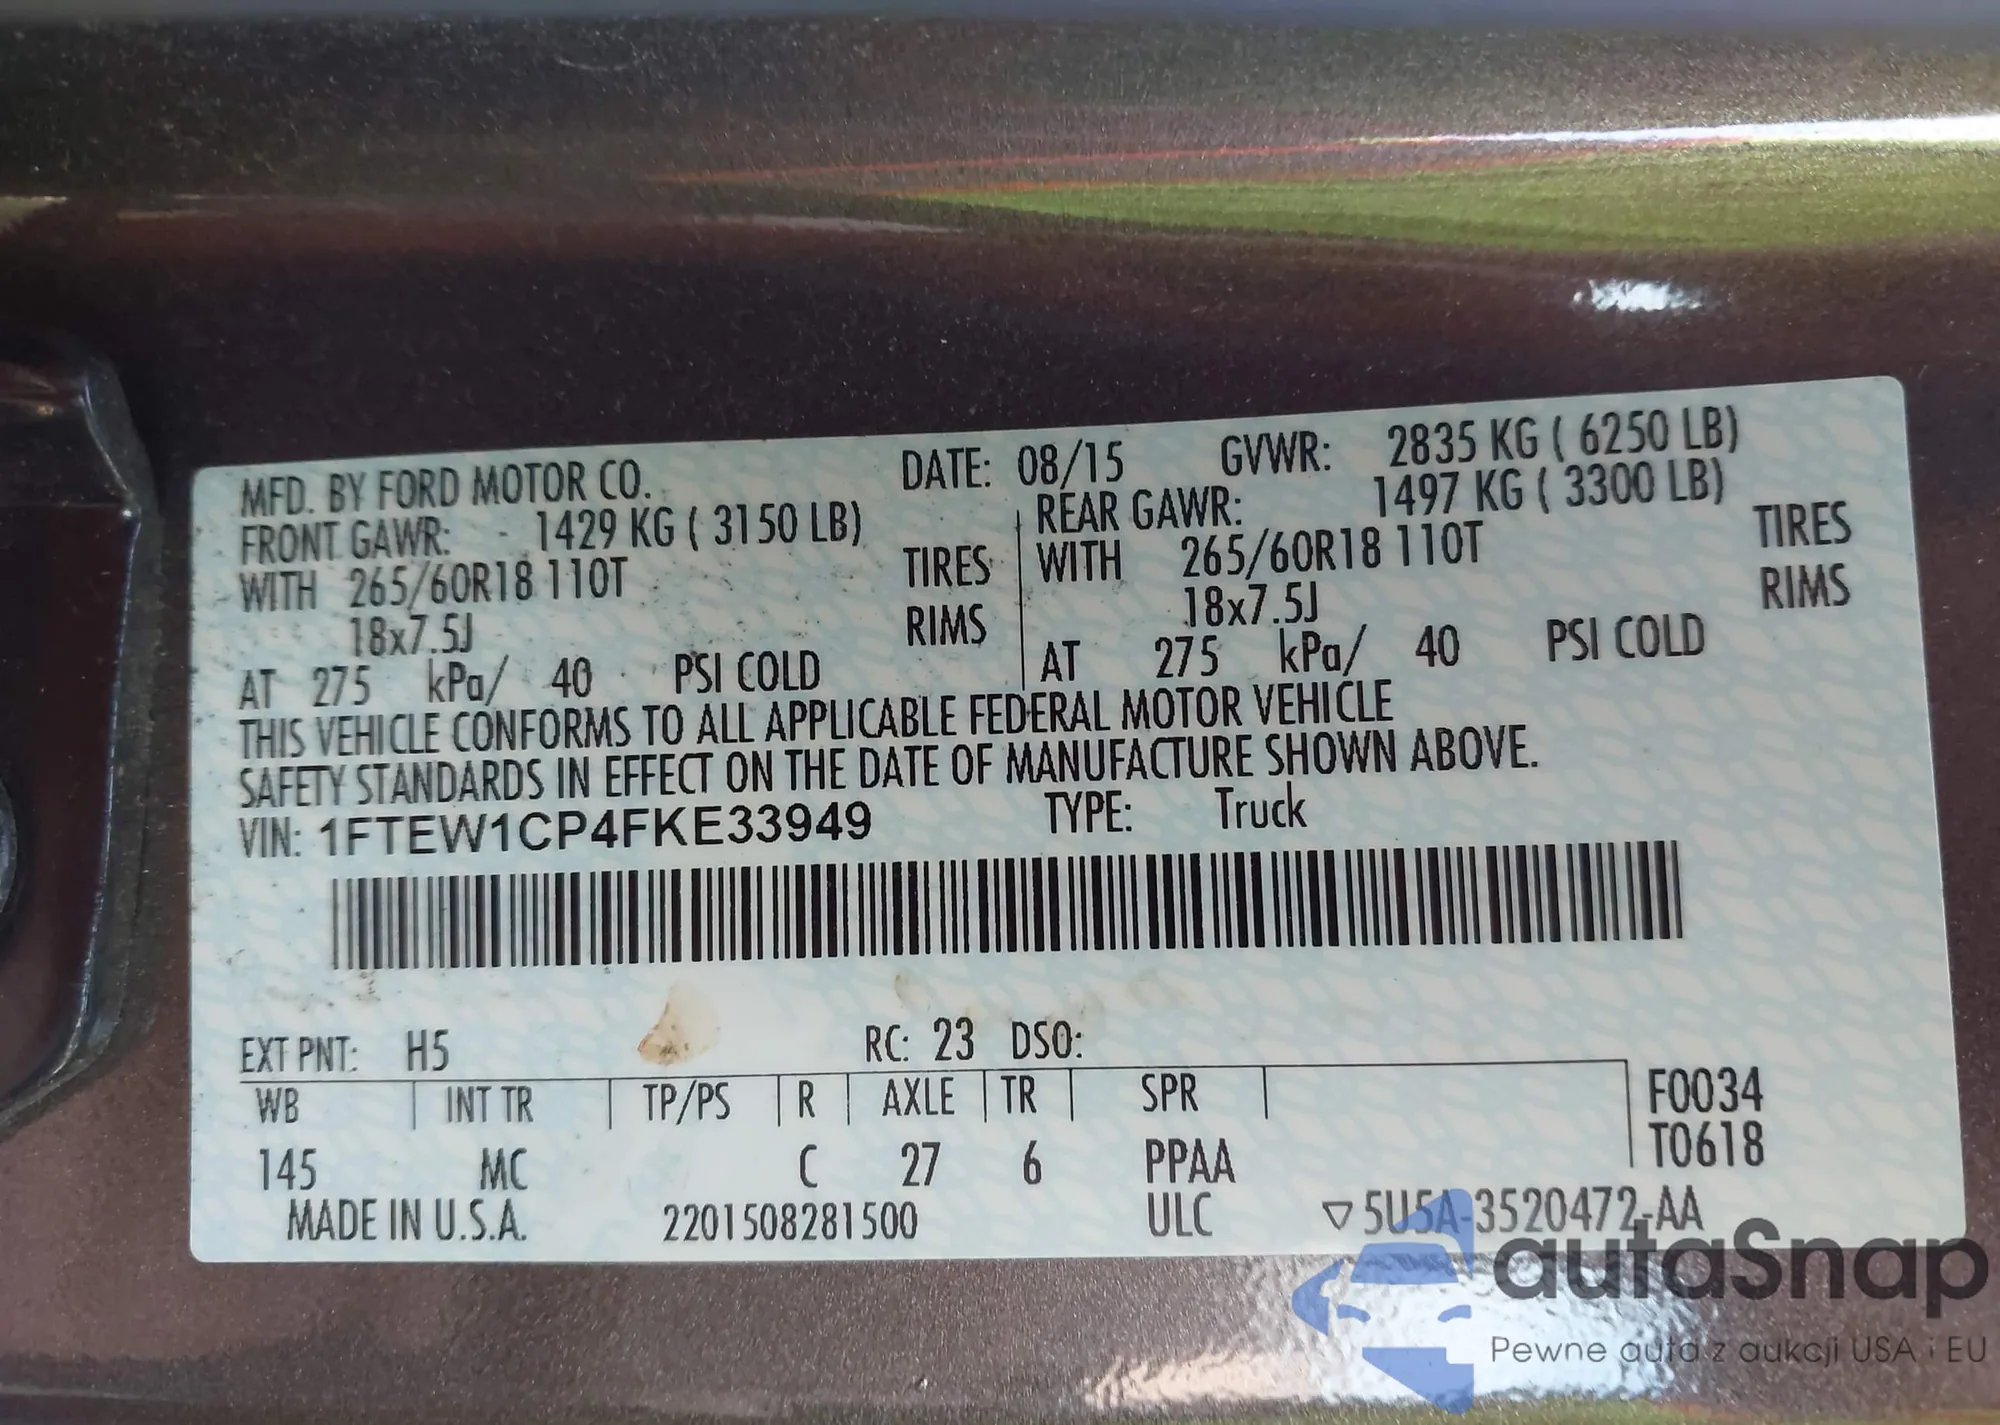 MFD. BY FORD MOTOR CO. DATE: 08/15 GVWR: 2835 KG ( 6250 LB)
FRONT GAWR: 1429 KG ( 3150 LB) REAR GAWR: 1497 KG ( 3300 LB)
WITH 265/60R18 110T TIRES WITH 265/60R18 110T TIRES
18x7.5J RIMS 18x7.5J RIMS
AT 275 kPa/ 40 PSI COLD AT 275 kPa/ 40 PSI COLD
THIS VEHICLE CONFORMS TO ALL APPLICABLE FEDERAL MOTOR VEHICLE
SAFETY STANDARDS IN EFFECT ON THE DATE OF MANUFACTURE SHOWN ABOVE.
VIN: 1FTEW1CP4FKE33949 TYPE: Truck
EXT PNT: H5 RC: 23 DSO:
WB INT TR TP/PS R AXLE TR SPR F0034
145 MC C 27 6 PPAA T0618
MADE IN U.S.A. 2201508281500 ULC ▽5U5A-3520472-AA
autaSnap
Pewne auta z aukcji USA i EU